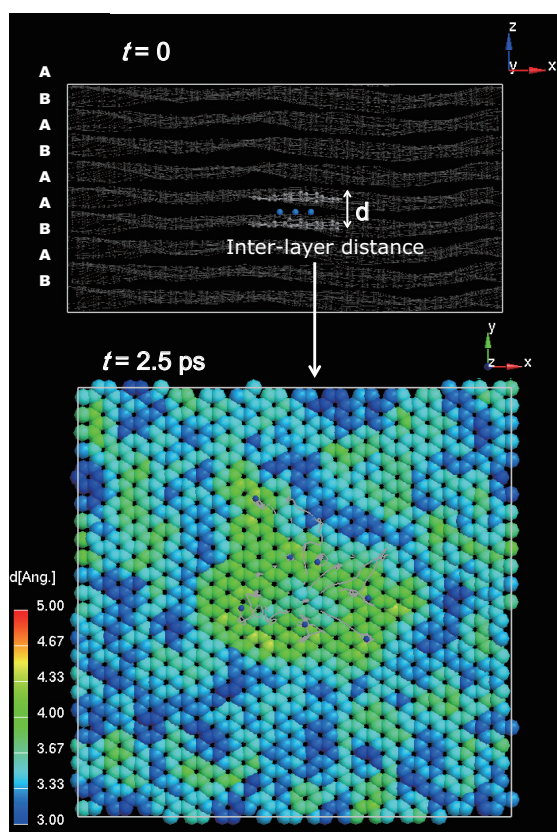 t = 0
z
y x
A
B
A
B
A
A
B
A
B
d
Inter-layer distance
t = 2.5 ps
y
z x
d[Ang.]
5.00
4.67
4.33
4.00
3.67
3.33
3.00